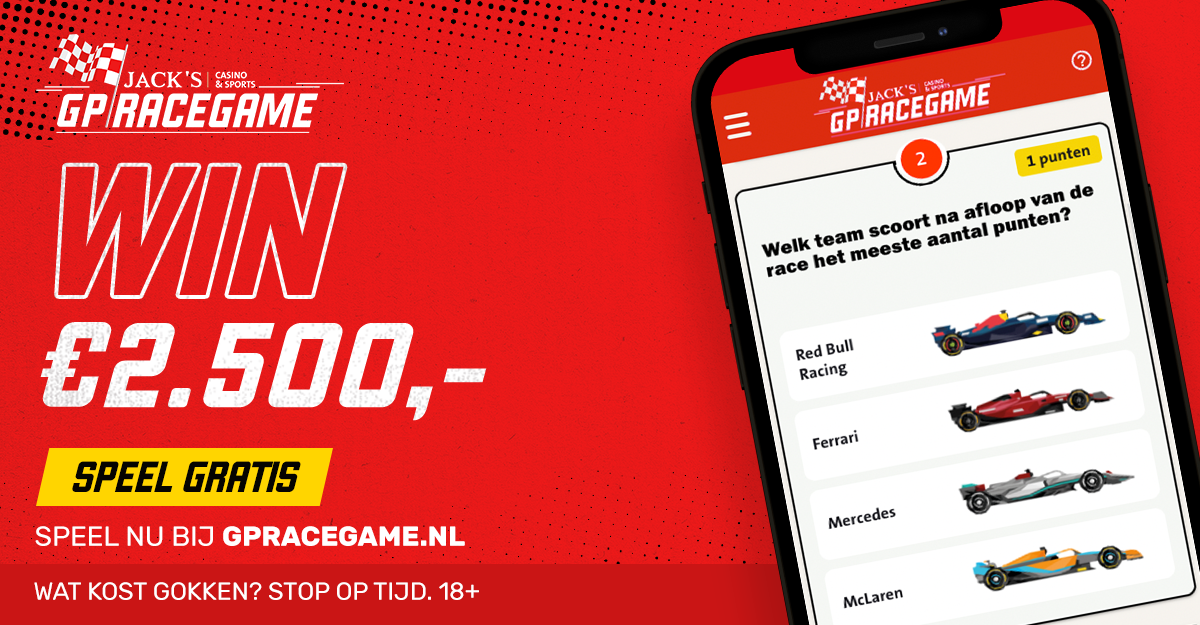 JACK'S | CASINO & SPORTS
GP RACEGAME
WIN
€2.500,-
SPEEL GRATIS
SPEEL NU BIJ GPRACEGAME.NL
WAT KOST GOKKEN? STOP OP TIJD. 18+
JACK'S | CASINO & SPORTS
GP RACEGAME
?
2
1 punten
Welk team scoort na afloop van de
race het meeste aantal punten?
Red Bull
Racing
Ferrari
Mercedes
McLaren